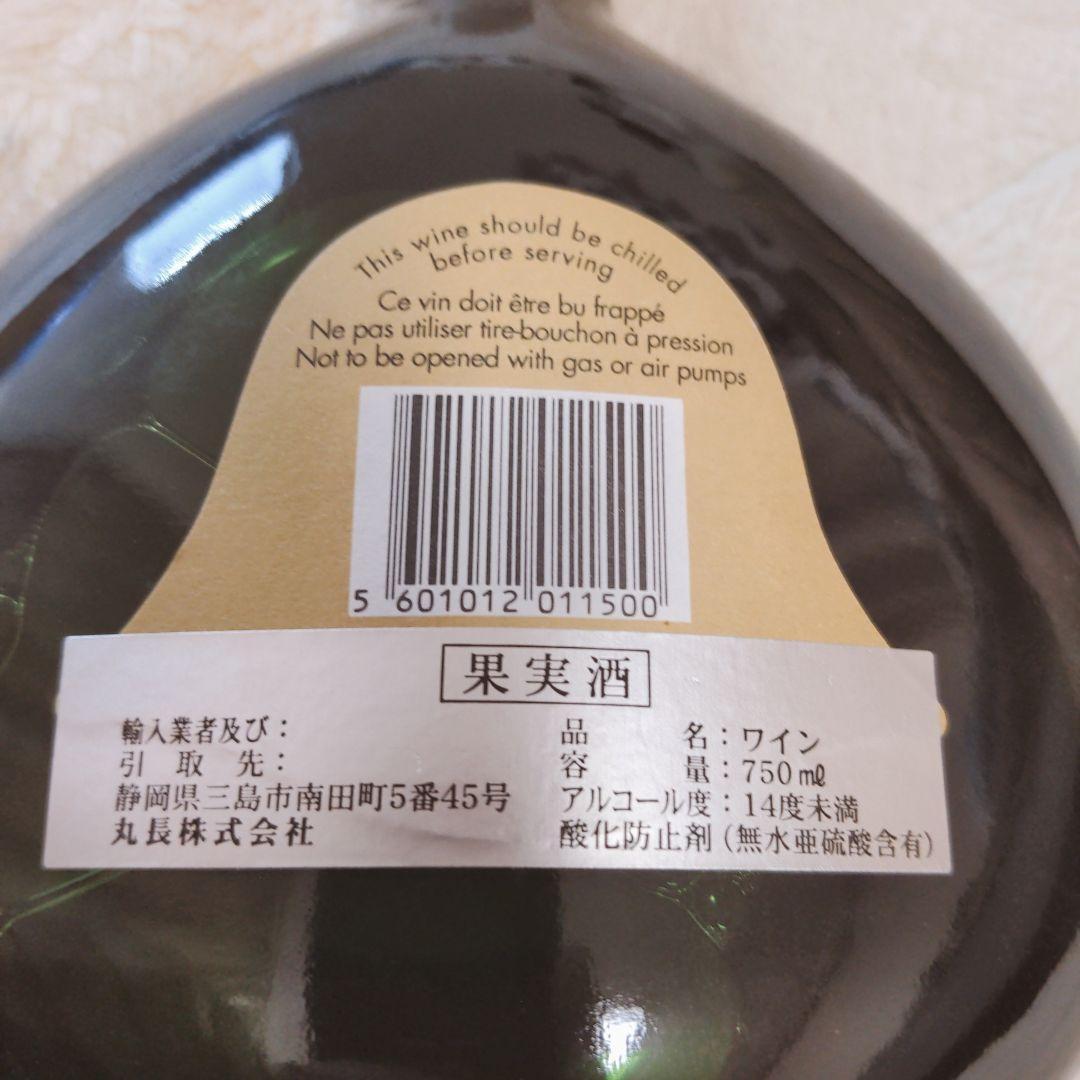 This wine should be chilled
before serving
Ce vin doit être bu frappé
Ne pas utiliser tire-bouchon à pression
Not to be opened with gas or air pumps
5 601012 011500
果実酒
輸入業者及び：
引取先：
静岡県三島市南田町5番45号
丸長株式会社
品名：ワイン
容量：750㎖
アルコール度：14度未満
酸化防止剤（無水亜硫酸含有）